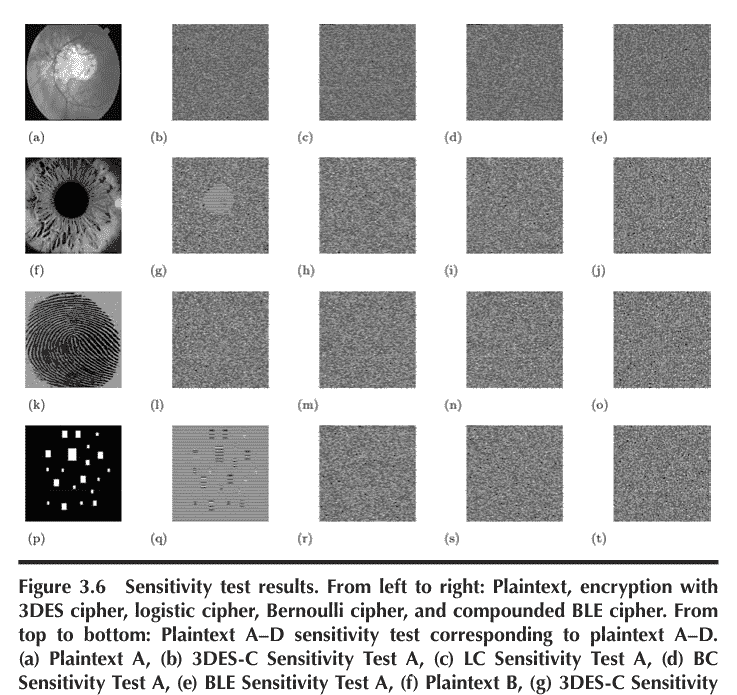 (a) (b) (c) (d) (e)
(f) (g) (h) (i) (j)
(k) (l) (m) (n) (o)
(p) (q) (r) (s) (t)
Figure 3.6 Sensitivity test results. From left to right: Plaintext, encryption with
3DES cipher, logistic cipher, Bernoulli cipher, and compounded BLE cipher. From
top to bottom: Plaintext A–D sensitivity test corresponding to plaintext A–D.
(a) Plaintext A, (b) 3DES-C Sensitivity Test A, (c) LC Sensitivity Test A, (d) BC
Sensitivity Test A, (e) BLE Sensitivity Test A, (f) Plaintext B, (g) 3DES-C Sensitivity